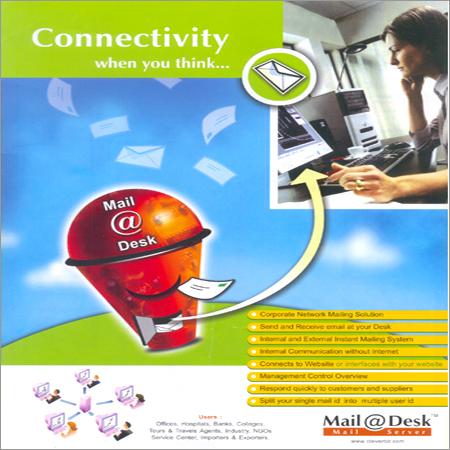 Connectivity
when you think...
Mail
@
Desk
Corporate Network Mailing Solution
Send and Receive email at your Desk
Internal and External Instant Mailing System
Internal Communication without Internet
Connects to Website or interfaces with your website
Management Control Overview
Respond quickly to customers and suppliers
Split your single mail id into multiple user id
Users :
Offices, Hospitals, Banks, Colleges,
Tours & Travels Agents, Industry, NGOs
Service Center, Importers & Exporters.
Mail@Desk™
Mail Server